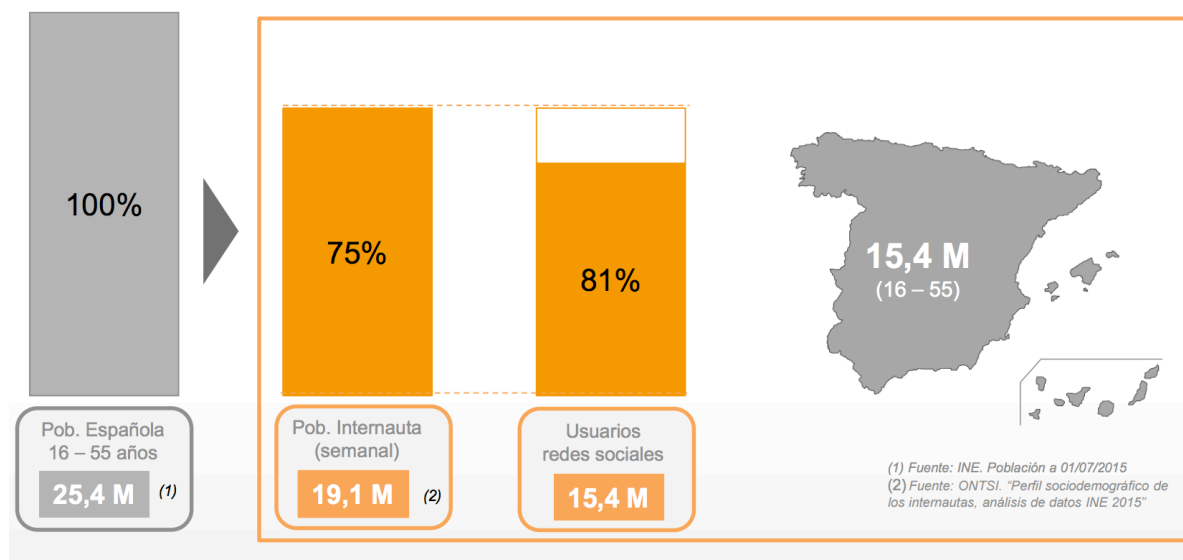 100%
75%
81%
15,4 M
(16 – 55)
Pob. Española
16 – 55 años
25,4 M
(1)
Pob. Internauta
(semanal)
19,1 M
(2)
Usuarios
redes sociales
15,4 M
(1) Fuente: INE. Población a 01/07/2015
(2) Fuente: ONTSI. “Perfil sociodemográfico de
los internautas, análisis de datos INE 2015”